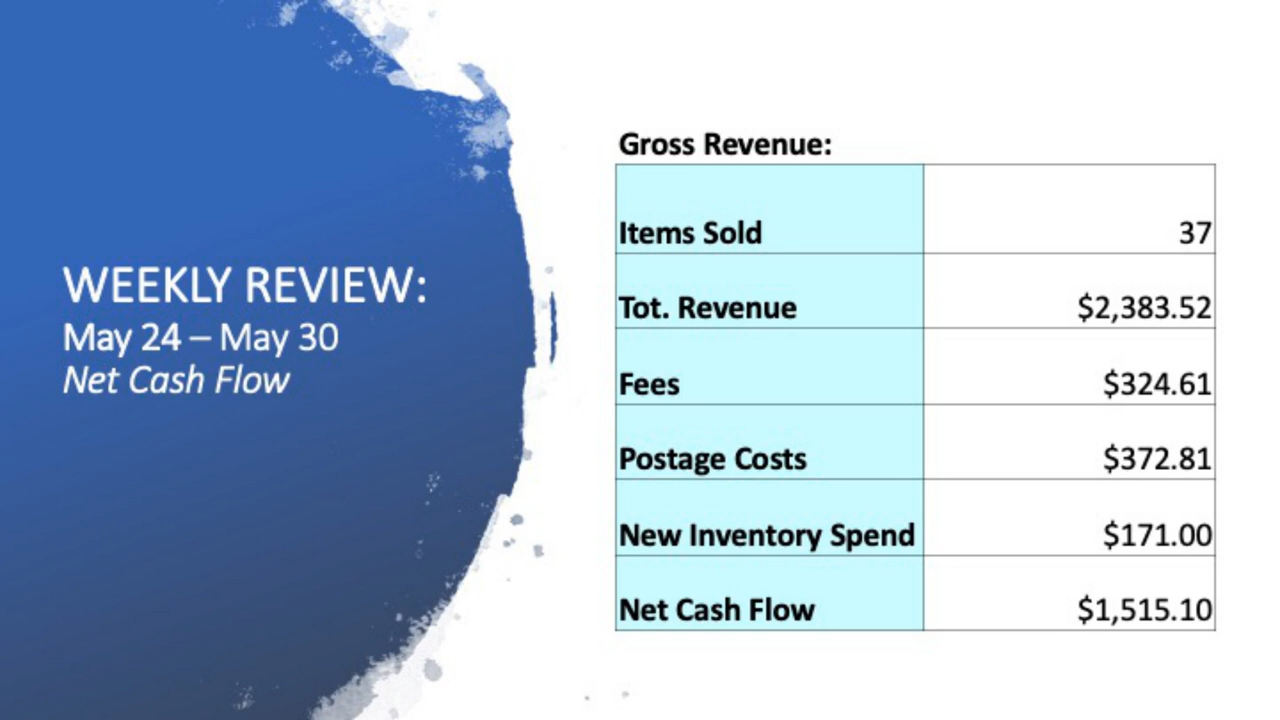 WEEKLY REVIEW:
May 24 – May 30
Net Cash Flow
Gross Revenue:
Items Sold 37
Tot. Revenue $2,383.52
Fees $324.61
Postage Costs $372.81
New Inventory Spend $171.00
Net Cash Flow $1,515.10